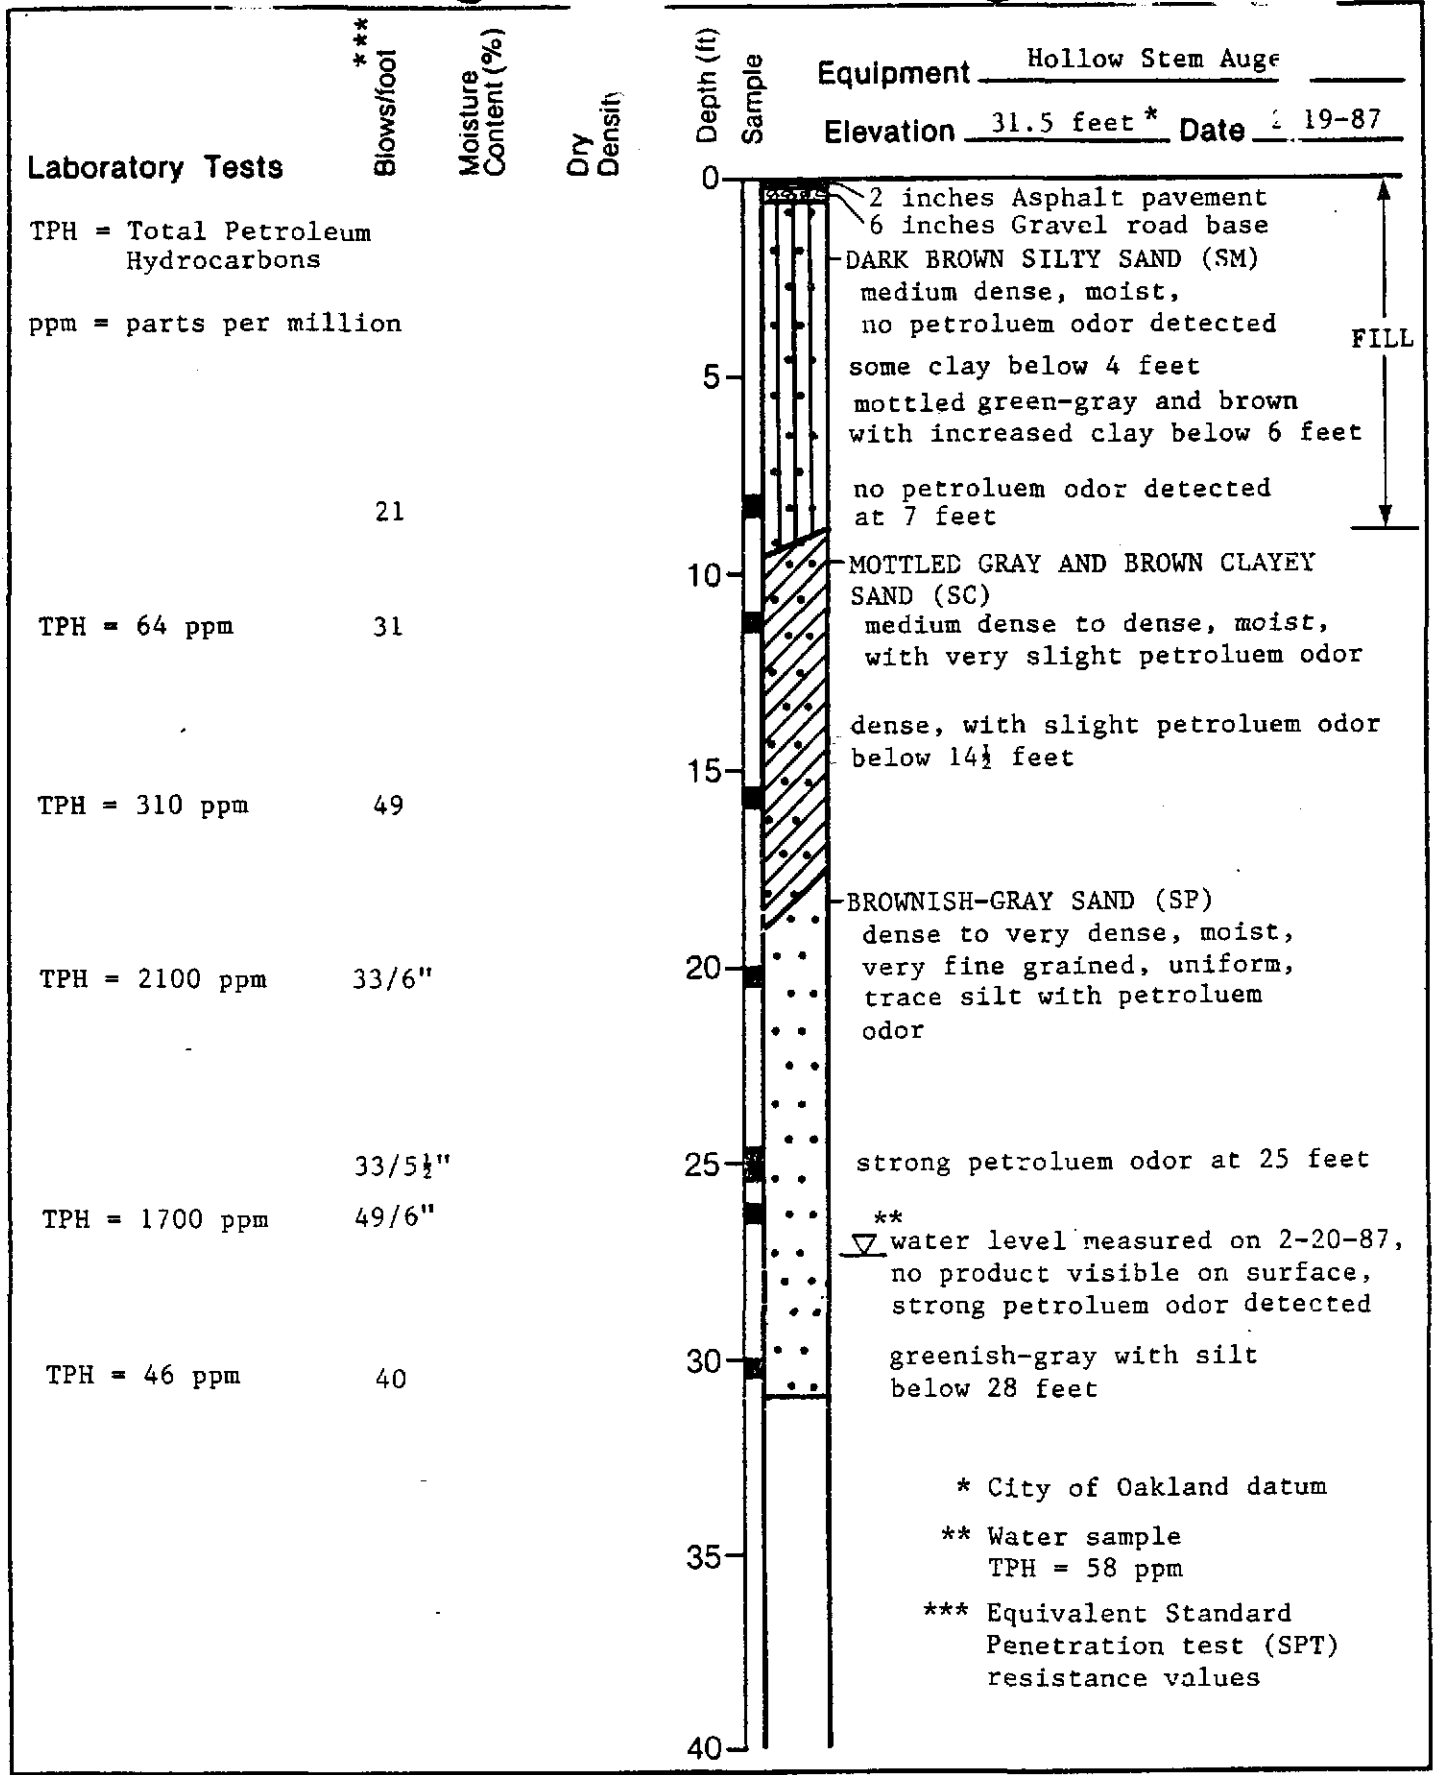 ***
Blows/foot
Moisture
Content (%)
Dry
Density
Depth (ft)
Sample
Equipment Hollow Stem Auge
Elevation 31.5 feet * Date 19-87
Laboratory Tests
TPH = Total Petroleum
Hydrocarbons
ppm = parts per million
0
2 inches Asphalt pavement
6 inches Gravel road base
DARK BROWN SILTY SAND (SM)
medium dense, moist,
no petroluem odor detected
FILL
some clay below 4 feet
5
mottled green-gray and brown
with increased clay below 6 feet
no petroluem odor detected
at 7 feet
21
MOTTLED GRAY AND BROWN CLAYEY
SAND (SC)
10
medium dense to dense, moist,
with very slight petroluem odor
TPH = 64 ppm 31
dense, with slight petroluem odor
below 14½ feet
15
TPH = 310 ppm 49
BROWNISH-GRAY SAND (SP)
dense to very dense, moist,
very fine grained, uniform,
trace silt with petroluem
odor
20
TPH = 2100 ppm 33/6"
33/5½"
25
strong petroluem odor at 25 feet
TPH = 1700 ppm 49/6"
**
water level measured on 2-20-87,
no product visible on surface,
strong petroluem odor detected
30
greenish-gray with silt
below 28 feet
TPH = 46 ppm 40
* City of Oakland datum
** Water sample
TPH = 58 ppm
35
*** Equivalent Standard
Penetration test (SPT)
resistance values
40